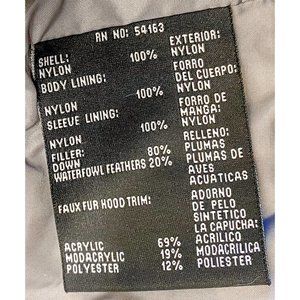 RN NO: 54163
SHELL: 100%
NYLON
BODY LINING:
100%
NYLON
SLEEVE LINING:
100%
NYLON
FILLER:
DOWN 80%
WATERFOWL FEATHERS 20%
FAUX FUR HOOD TRIM:
ACRYLIC 69%
MODACRYLIC 19%
POLYESTER 12%
EXTERIOR:
NYLON
FORRO
DEL CUERPO:
NYLON
FORRO DE
MANGA:
NYLON
RELLENO:
PLUMAS
PLUMAS DE
AVES
ACUATICAS
ADORNO
DE PELO
SINTETICO
LA CAPUCHA:
ACRILICO
MODACRILICA
POLIESTER